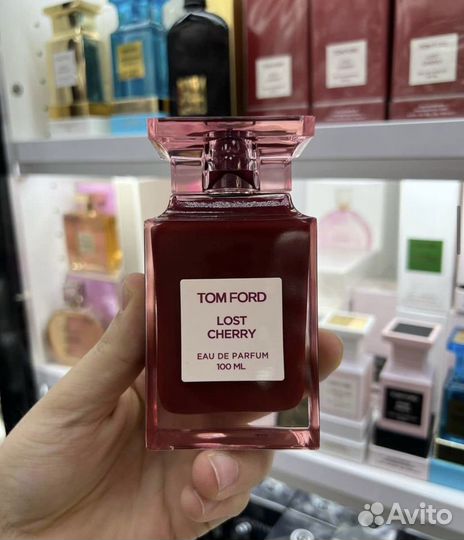 TOM FORD
LOST
CHERRY
EAU DE PARFUM
100 ML
Avito